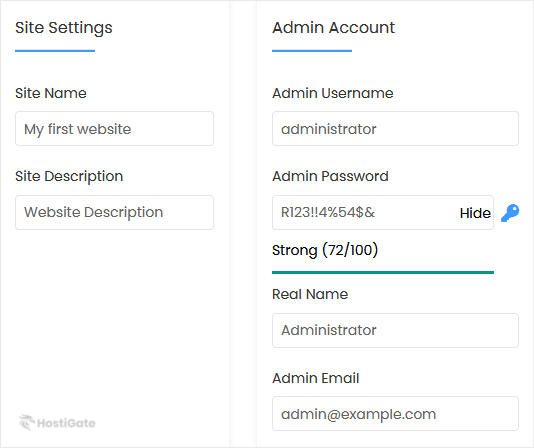 Site Settings
Site Name
My first website
Site Description
Website Description
Admin Account
Admin Username
administrator
Admin Password
R123!!4%54$& Hide
Strong (72/100)
Real Name
Administrator
Admin Email
admin@example.com
HostiGate